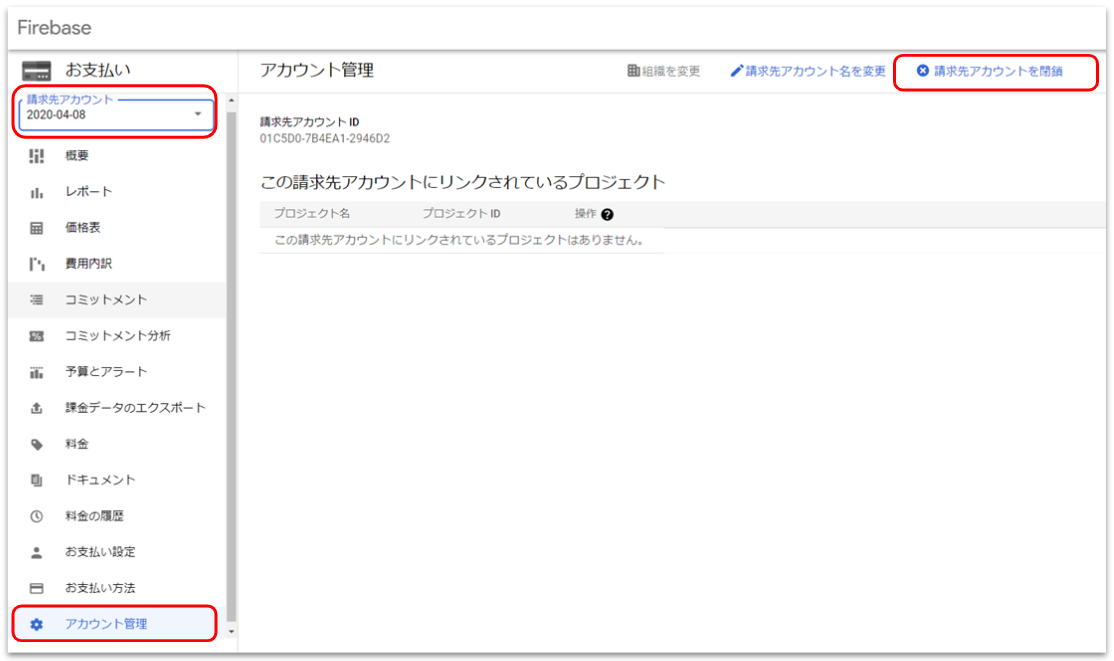 Firebase
お支払い
請求先アカウント
2020-04-08
概要
レポート
価格表
費用内訳
コミットメント
コミットメント分析
予算とアラート
課金データのエクスポート
料金
ドキュメント
料金の履歴
お支払い設定
お支払い方法
アカウント管理
アカウント管理 組織を変更 請求先アカウント名を変更 請求先アカウントを閉鎖
請求先アカウント ID
01C5D0-7B4EA1-2946D2
この請求先アカウントにリンクされているプロジェクト
プロジェクト名 プロジェクト ID 操作 ?
この請求先アカウントにリンクされているプロジェクトはありません。